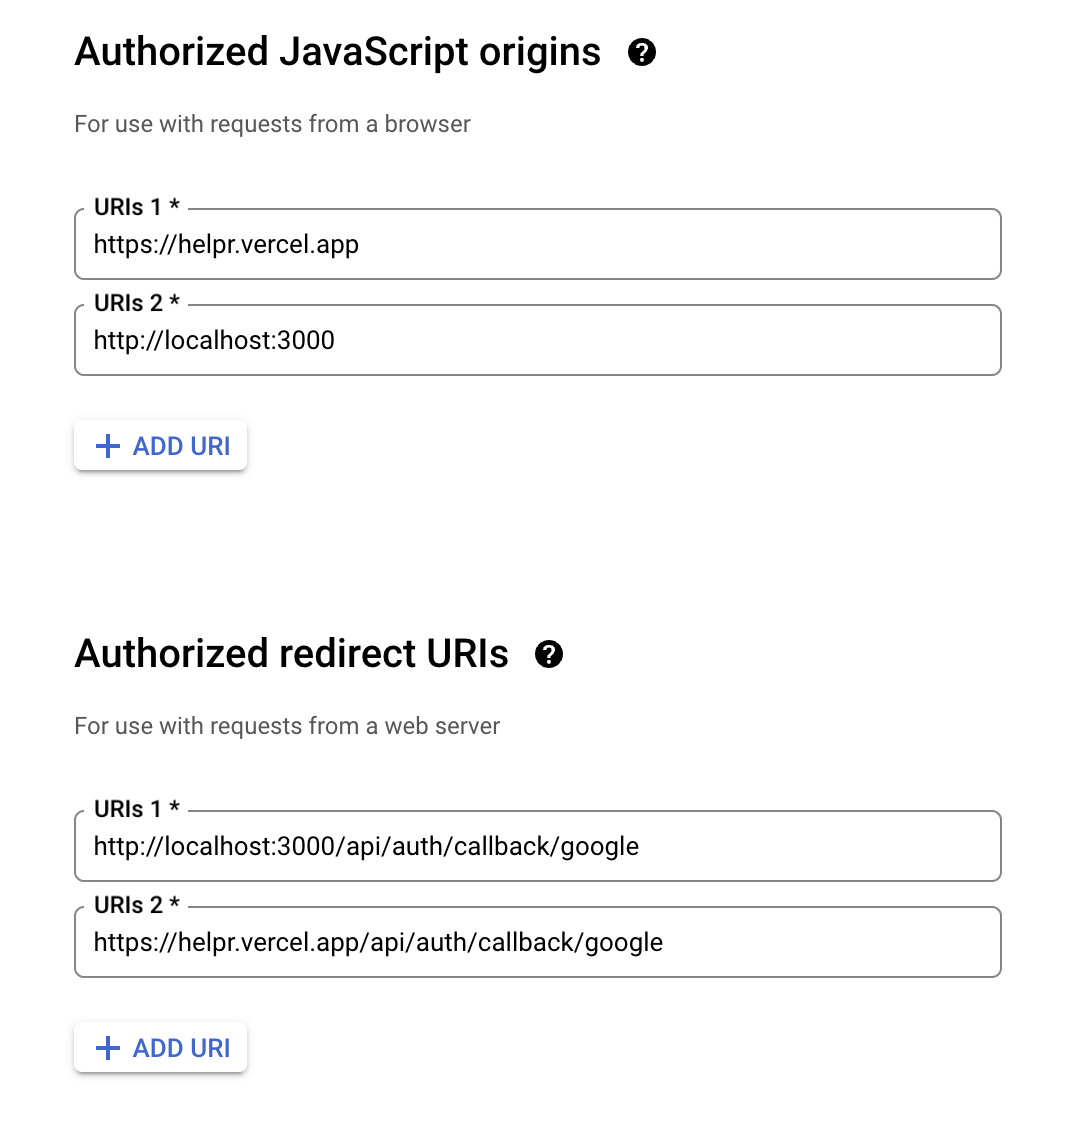 Authorized JavaScript origins
For use with requests from a browser
URIs 1 *
https://helpr.vercel.app
URIs 2 *
http://localhost:3000
+ ADD URI
Authorized redirect URIs
For use with requests from a web server
URIs 1 *
http://localhost:3000/api/auth/callback/google
URIs 2 *
https://helpr.vercel.app/api/auth/callback/google
+ ADD URI